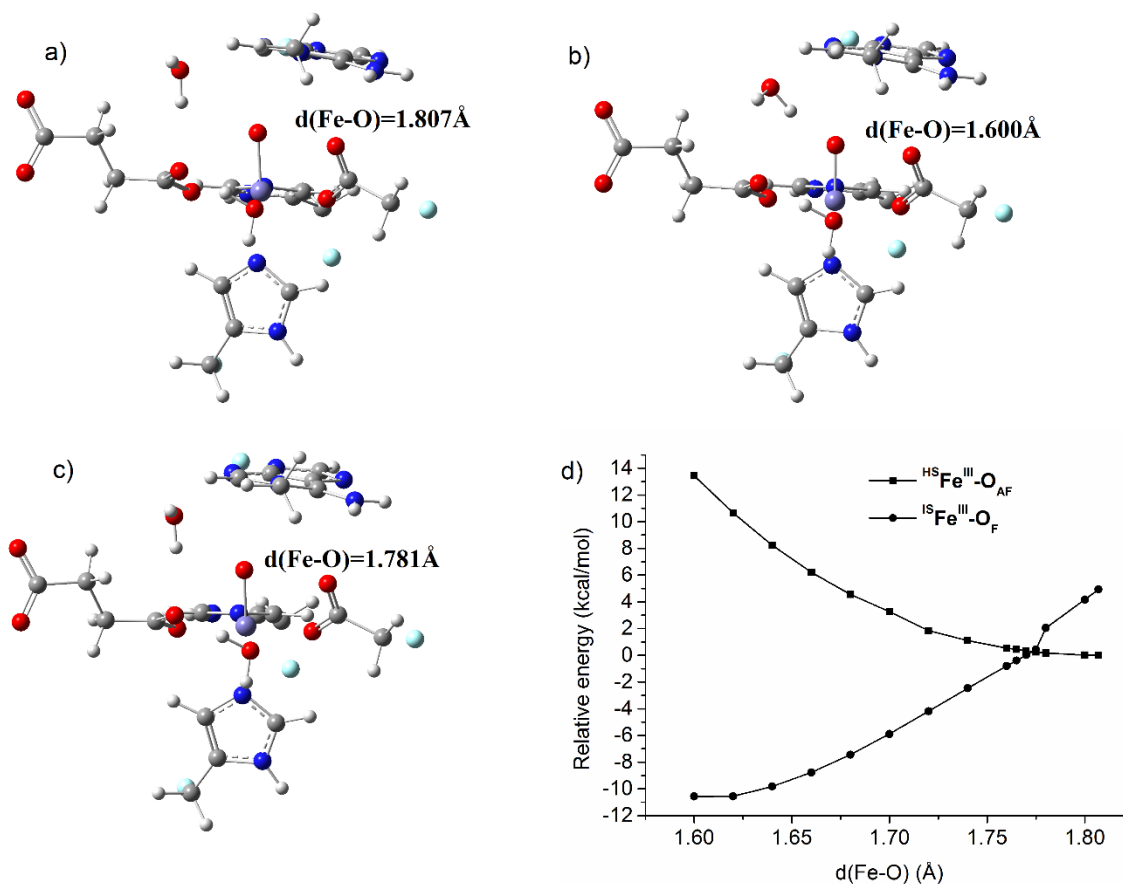 a)
d(Fe-O)=1.807Å
b)
d(Fe-O)=1.600Å
c)
d(Fe-O)=1.781Å
d)
HSFeIII-OAF
ISFeIII-OF
Relative energy (kcal/mol)
14
12
10
8
6
4
2
0
-2
-4
-6
-8
-10
-12
1.60
1.65
1.70
1.75
1.80
d(Fe-O) (Å)